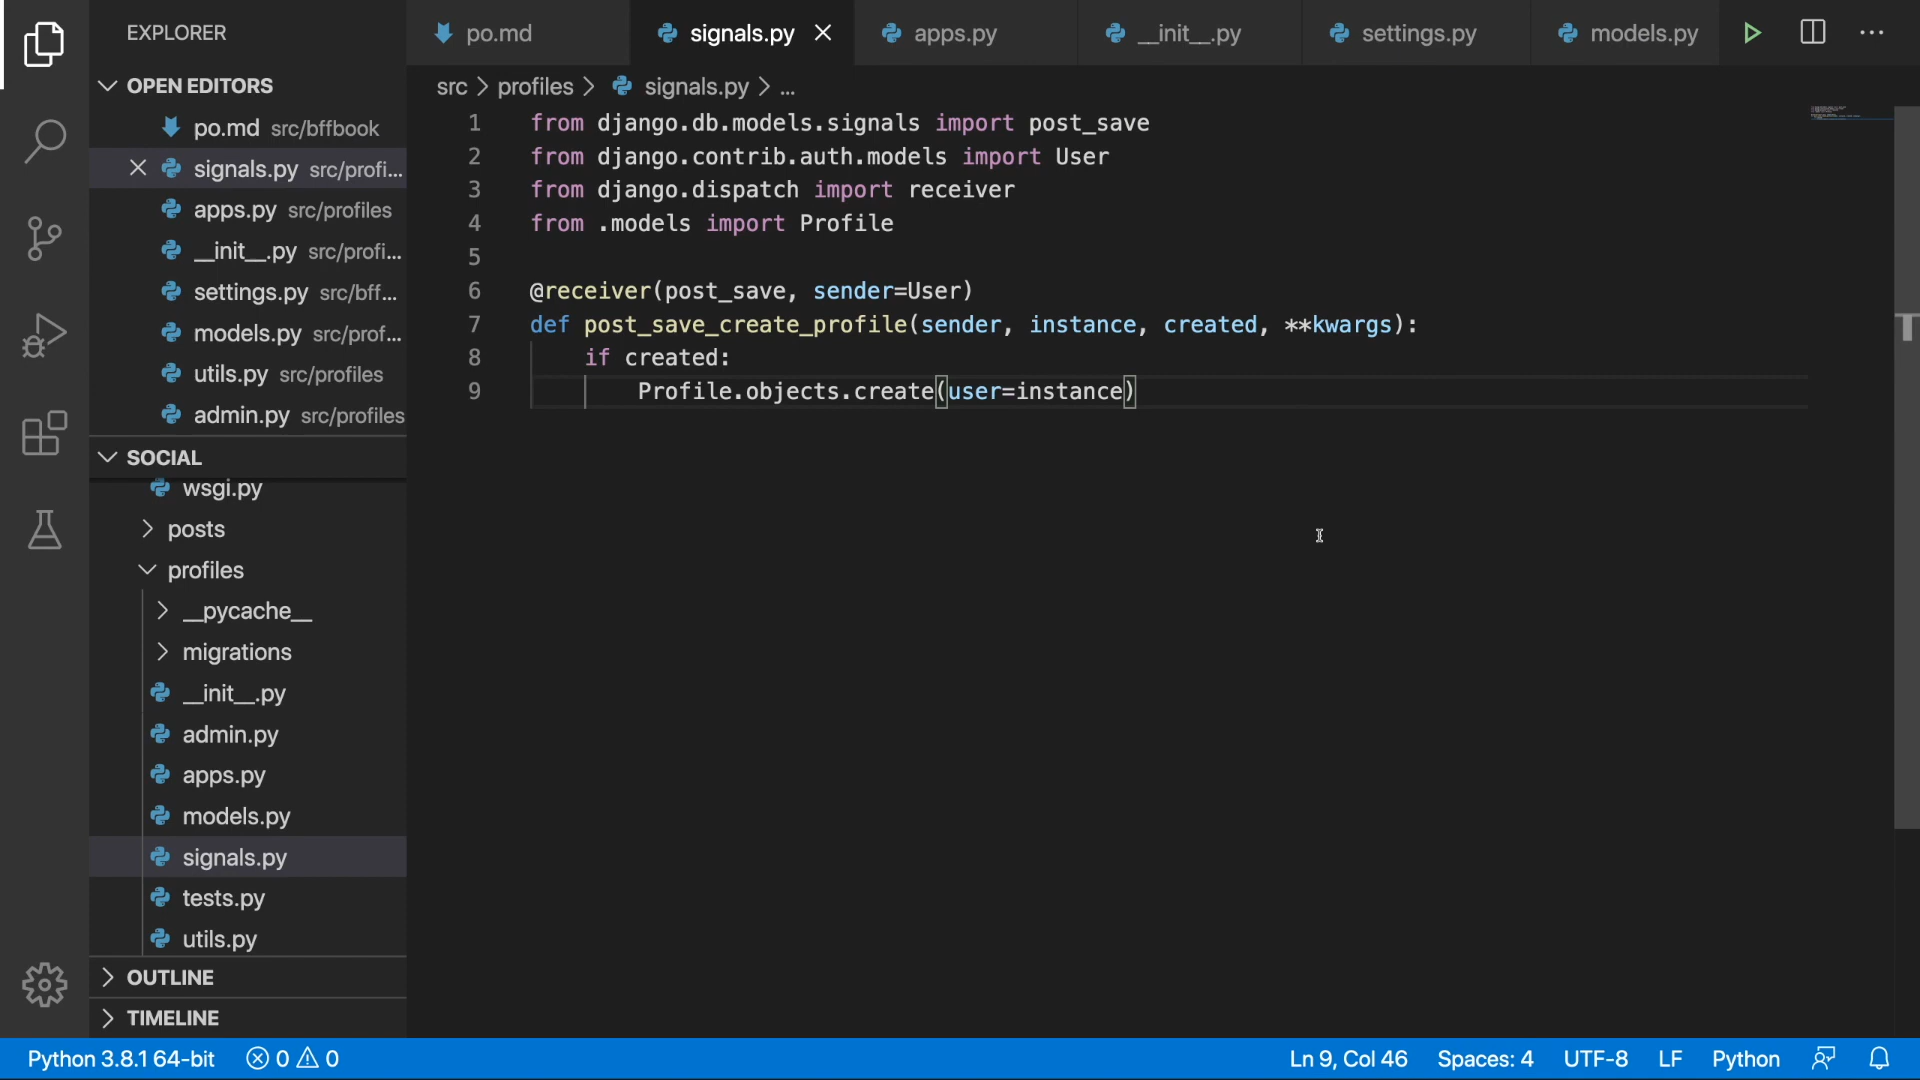 EXPLORER
OPEN EDITORS
po.md src/bffbook
signals.py src/profi...
apps.py src/profiles
__init__.py src/profi...
settings.py src/bff...
models.py src/prof...
utils.py src/profiles
admin.py src/profiles
SOCIAL
wsgi.py
posts
profiles
__pycache__
migrations
__init__.py
admin.py
apps.py
models.py
signals.py
tests.py
utils.py
OUTLINE
TIMELINE
po.md signals.py apps.py __init__.py settings.py models.py
src > profiles > signals.py > ...
1 from django.db.models.signals import post_save
2 from django.contrib.auth.models import User
3 from django.dispatch import receiver
4 from .models import Profile
5
6 @receiver(post_save, sender=User)
7 def post_save_create_profile(sender, instance, created, **kwargs):
8 if created:
9 Profile.objects.create(user=instance)
Python 3.8.1 64-bit 0 0 Ln 9, Col 46 Spaces: 4 UTF-8 LF Python